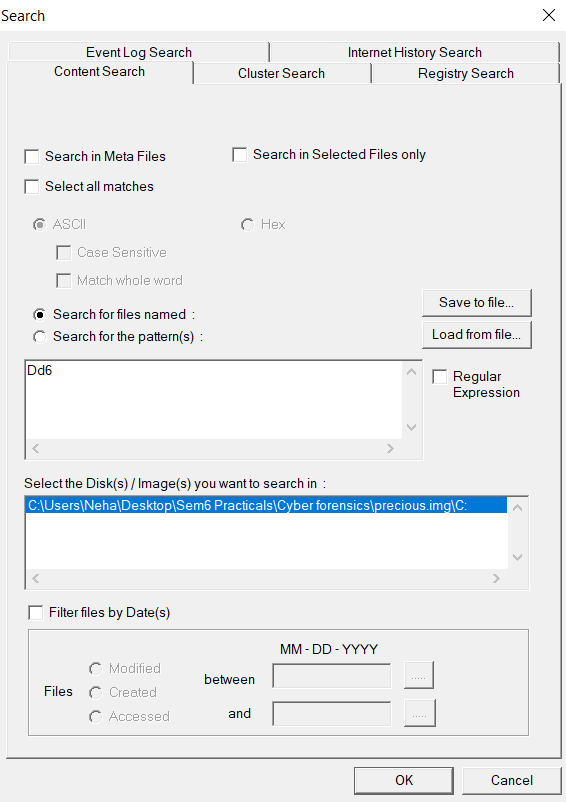 Search
Event Log Search
Internet History Search
Content Search
Cluster Search
Registry Search
Search in Meta Files
Search in Selected Files only
Select all matches
ASCII
Hex
Case Sensitive
Match whole word
Search for files named :
Save to file...
Search for the pattern(s) :
Load from file...
Dd6
Regular
Expression
Select the Disk(s) / Image(s) you want to search in :
C:\Users\Neha\Desktop\Sem6 Practicals\Cyber forensics\precious.img\C:
Filter files by Date(s)
MM - DD - YYYY
Modified
Files
Created
Accessed
between
.....
and
.....
OK
Cancel